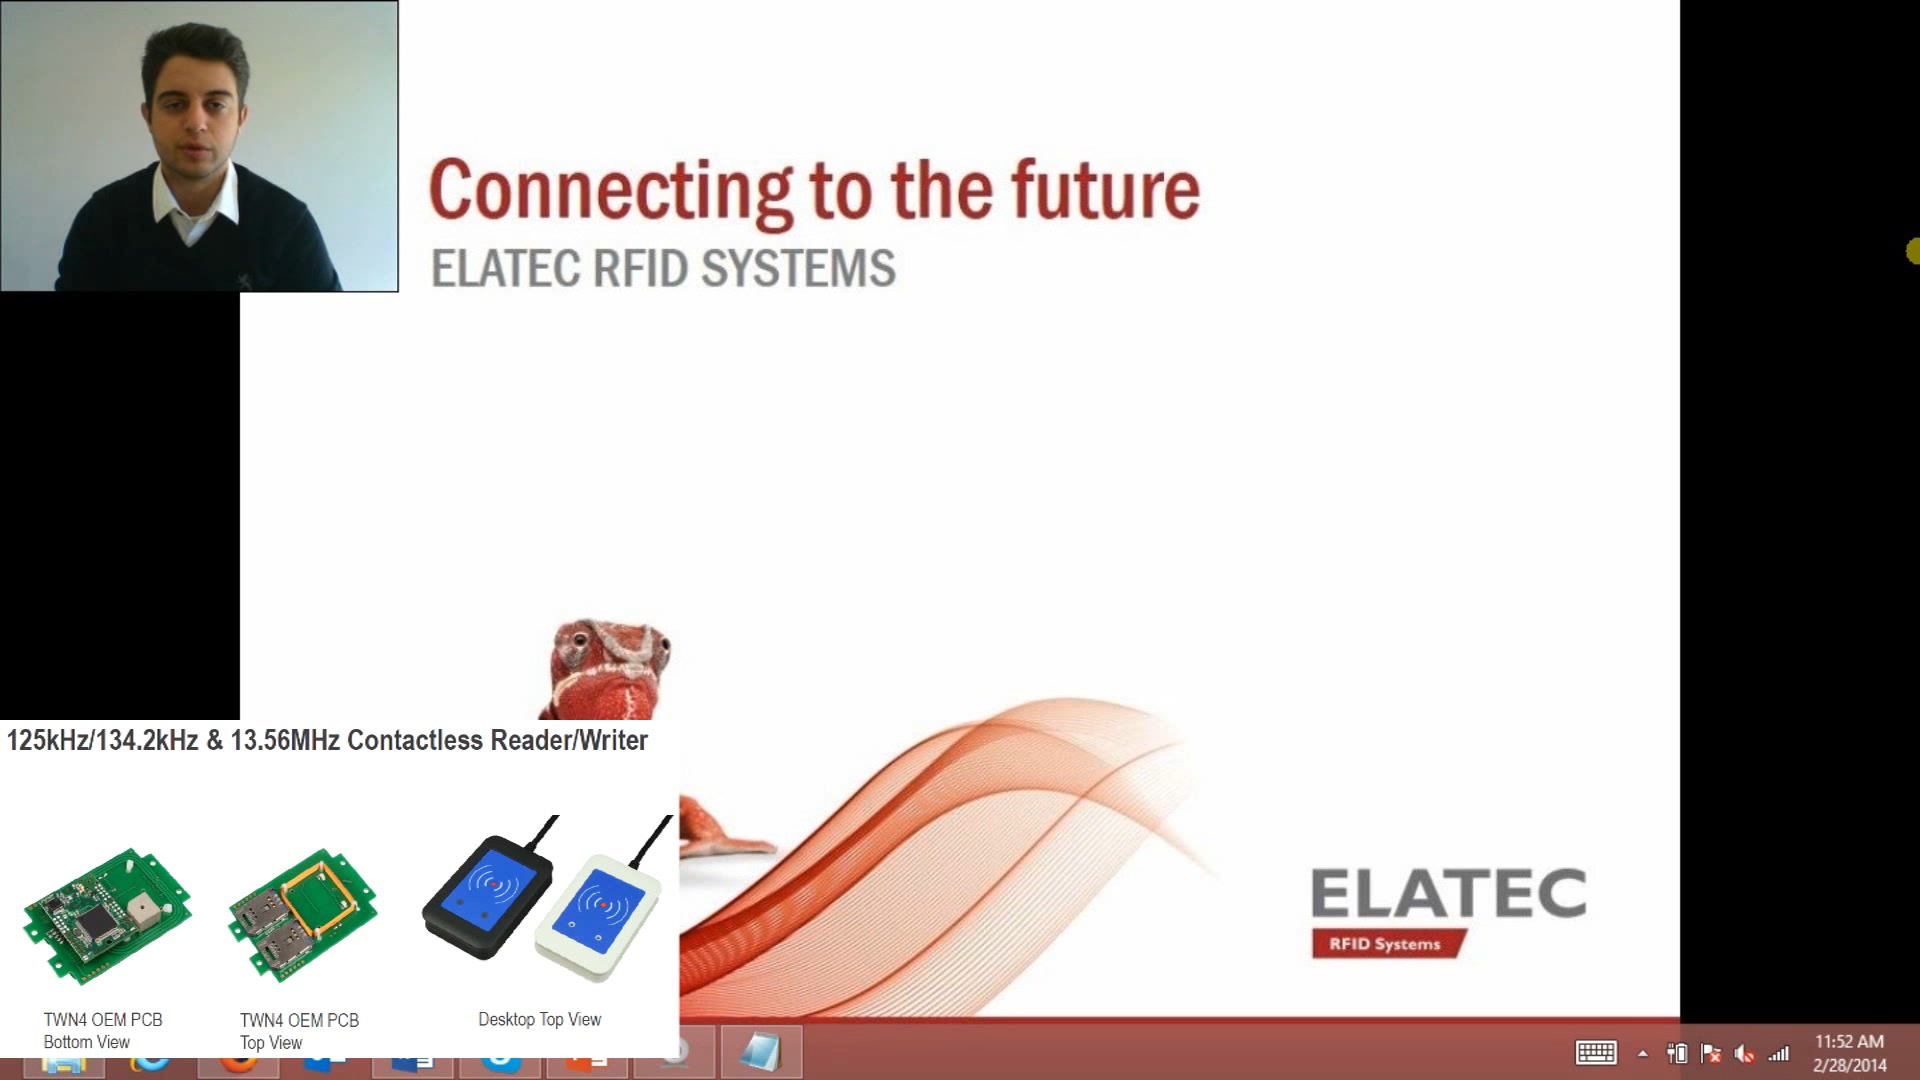 Connecting to the future
ELATEC RFID SYSTEMS
125kHz/134.2kHz & 13.56MHz Contactless Reader/Writer
TWN4 OEM PCB
Bottom View
TWN4 OEM PCB
Top View
Desktop Top View
ELATEC
RFID Systems
11:52 AM
2/28/2014